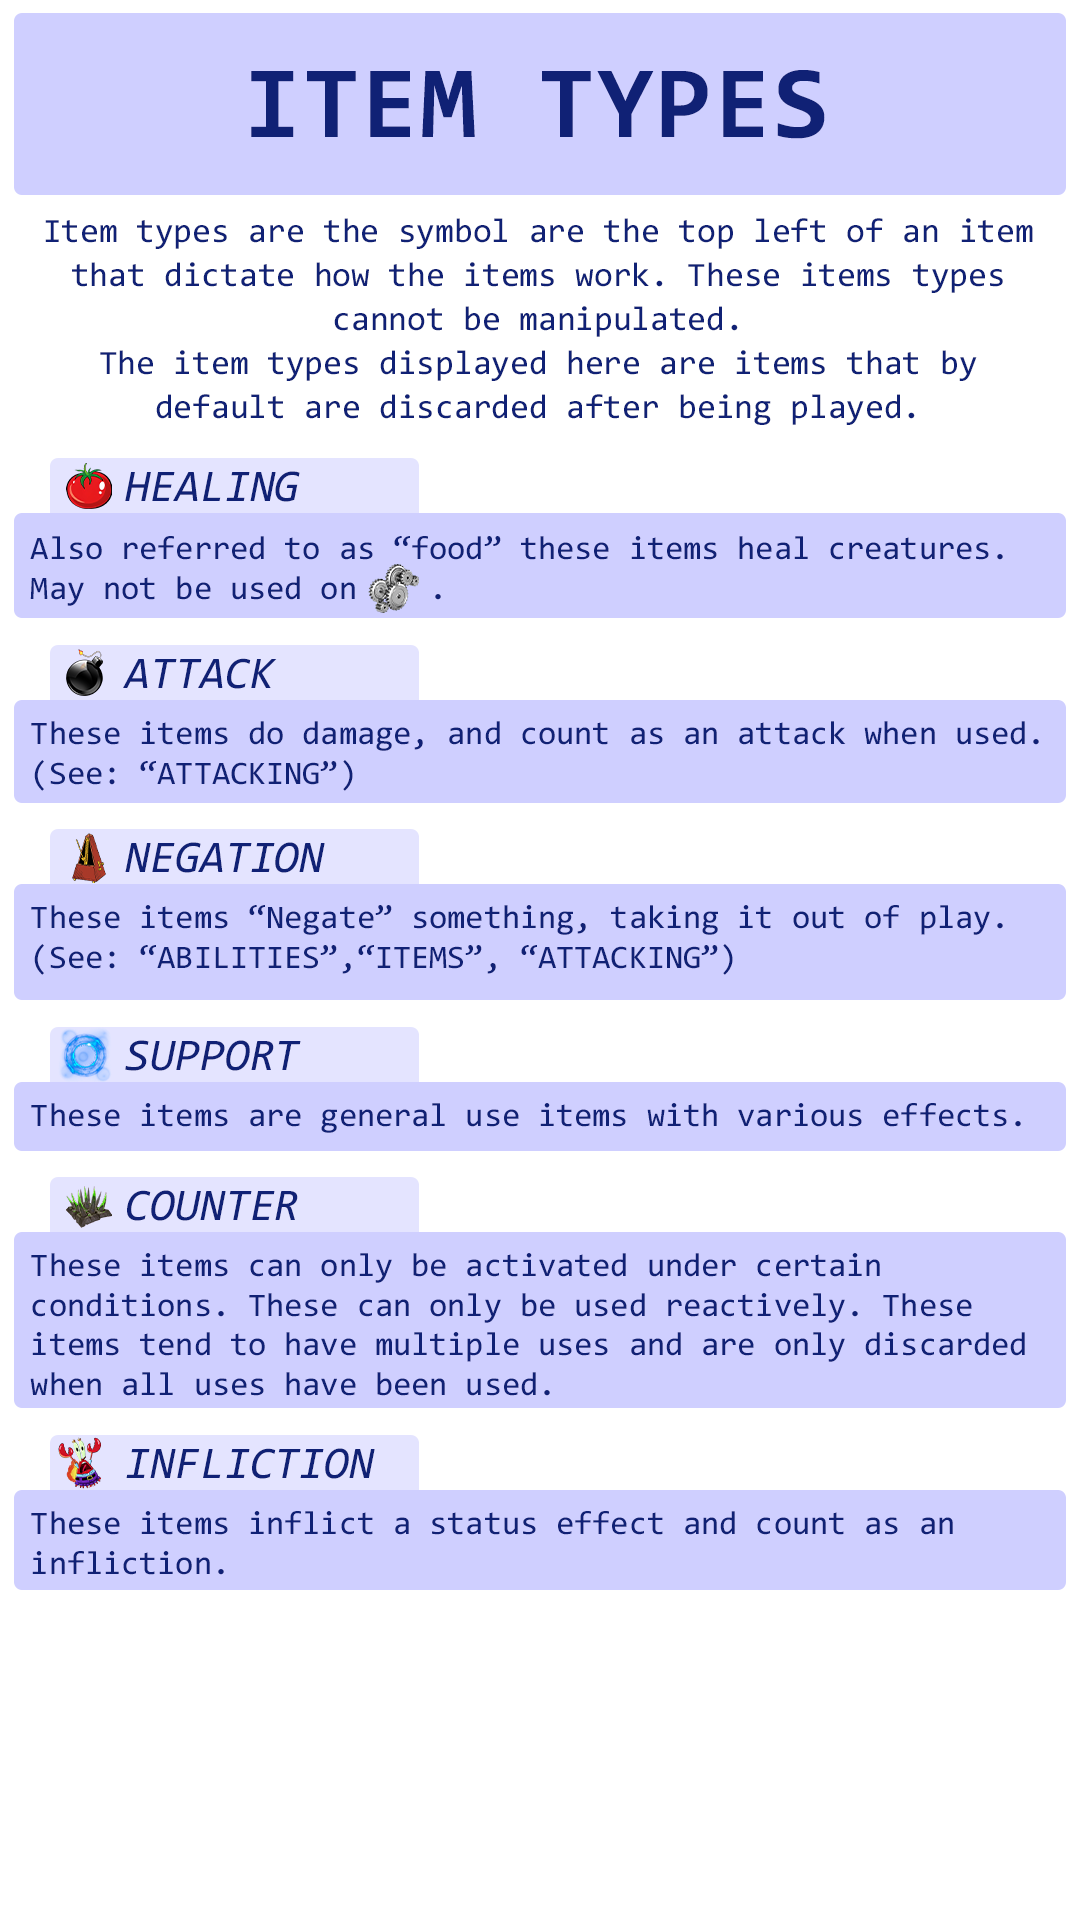 ITEM TYPES
Item types are the symbol are the top left of an item
that dictate how the items work. These items types
cannot be manipulated.
The item types displayed here are items that by
default are discarded after being played.
HEALING
Also referred to as “food” these items heal creatures.
May not be used on .
ATTACK
These items do damage, and count as an attack when used.
(See: “ATTACKING”)
NEGATION
These items “Negate” something, taking it out of play.
(See: “ABILITIES”,“ITEMS”, “ATTACKING”)
SUPPORT
These items are general use items with various effects.
COUNTER
These items can only be activated under certain
conditions. These can only be used reactively. These
items tend to have multiple uses and are only discarded
when all uses have been used.
INFLICTION
These items inflict a status effect and count as an
infliction.